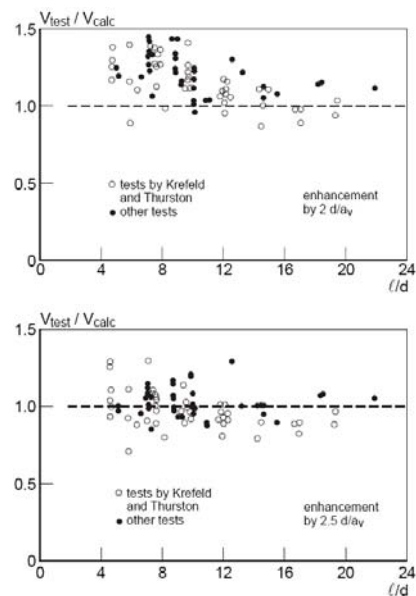 Vtest / Vcalc
1.5
1.0
0.5
0
0
4
8
12
16
20
24
ℓ/d
tests by Krefeld
and Thurston
other tests
enhancement
by 2 d/av
Vtest / Vcalc
1.5
1.0
0.5
0
0
4
8
12
16
20
24
ℓ/d
tests by Krefeld
and Thurston
other tests
enhancement
by 2.5 d/av